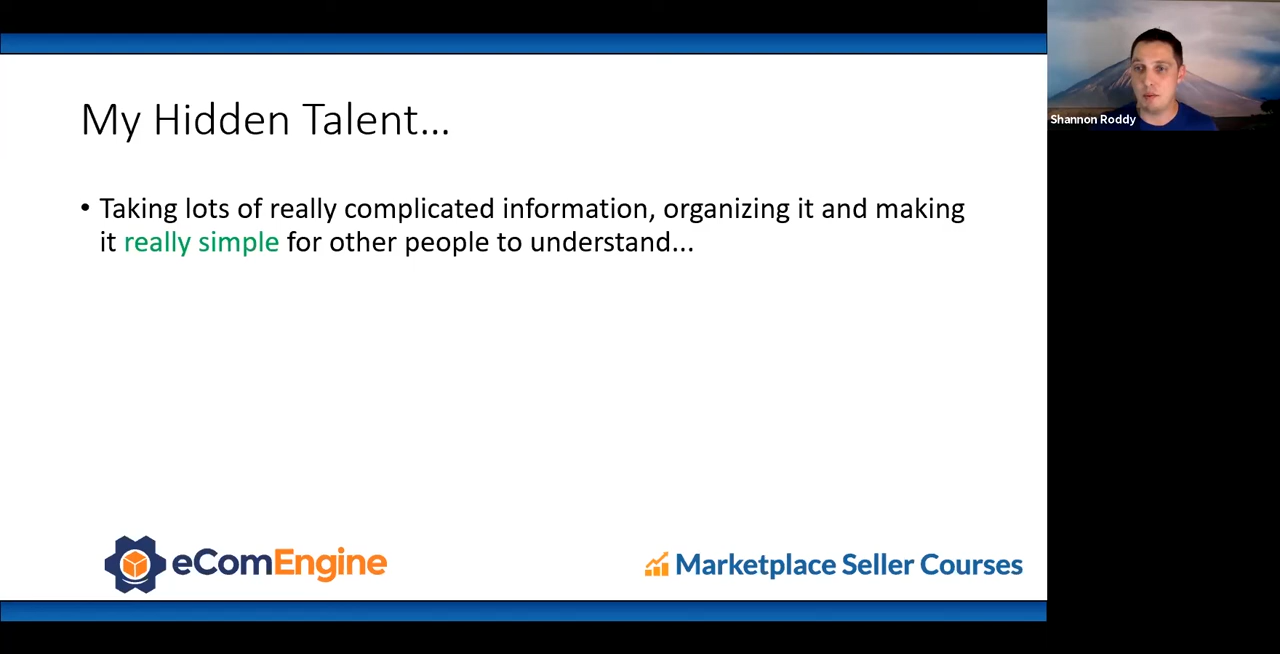 My Hidden Talent...
• Taking lots of really complicated information, organizing it and making
it really simple for other people to understand...
eComEngine
Marketplace Seller Courses
Shannon Roddy